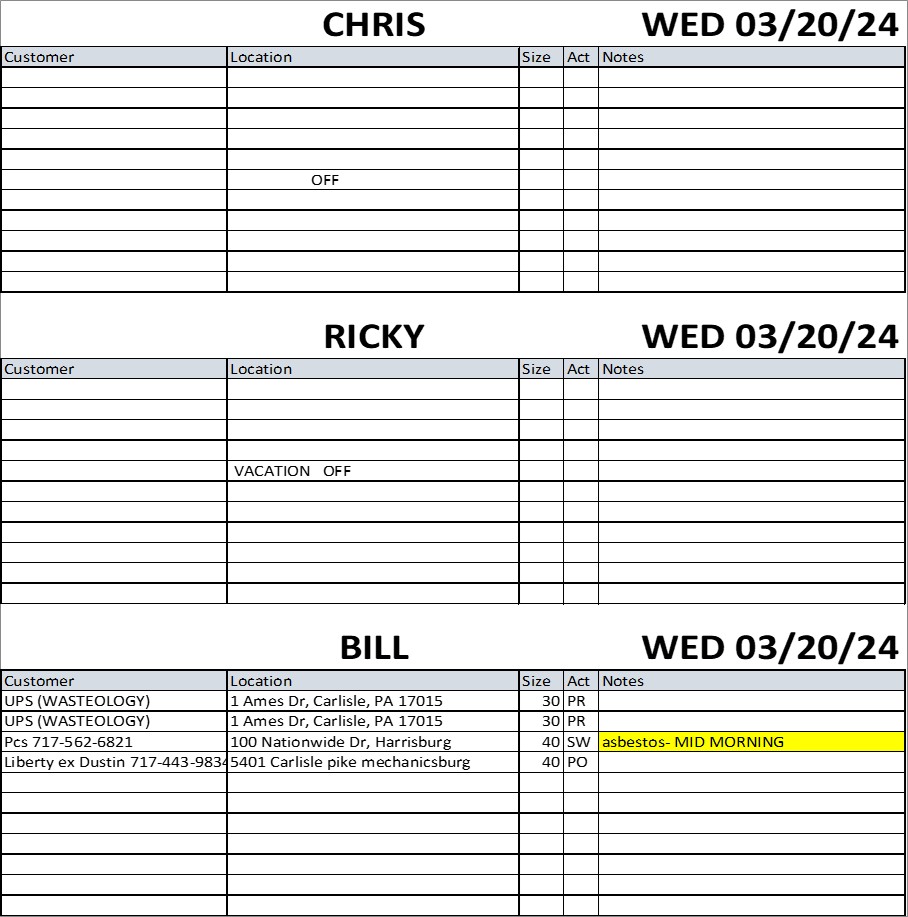 CHRIS WED 03/20/24
Customer Location Size Act Notes
OFF
RICKY WED 03/20/24
Customer Location Size Act Notes
VACATION OFF
BILL WED 03/20/24
Customer Location Size Act Notes
UPS (WASTEOLOGY) 1 Ames Dr, Carlisle, PA 17015 30 PR
UPS (WASTEOLOGY) 1 Ames Dr, Carlisle, PA 17015 30 PR
Pcs 717-562-6821 100 Nationwide Dr, Harrisburg 40 SW asbestos- MID MORNING
Liberty ex Dustin 717-443-9834 5401 Carlisle pike mechanicsburg 40 PO